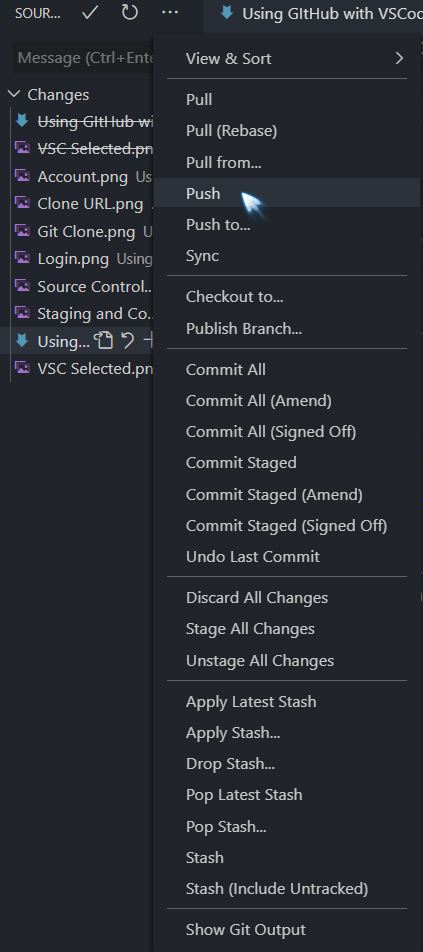 SOUR...
Using GItHub with VSCod
Message (Ctrl+Ente
Changes
Using GItHub wi
VSC Selected.pn
Account.png Us
Clone URL.png
Git Clone.png U
Login.png Using
Source Control...
Staging and Co...
Using...
VSC Selected.pn
View & Sort
Pull
Pull (Rebase)
Pull from...
Push
Push to...
Sync
Checkout to...
Publish Branch...
Commit All
Commit All (Amend)
Commit All (Signed Off)
Commit Staged
Commit Staged (Amend)
Commit Staged (Signed Off)
Undo Last Commit
Discard All Changes
Stage All Changes
Unstage All Changes
Apply Latest Stash
Apply Stash...
Drop Stash...
Pop Latest Stash
Pop Stash...
Stash
Stash (Include Untracked)
Show Git Output